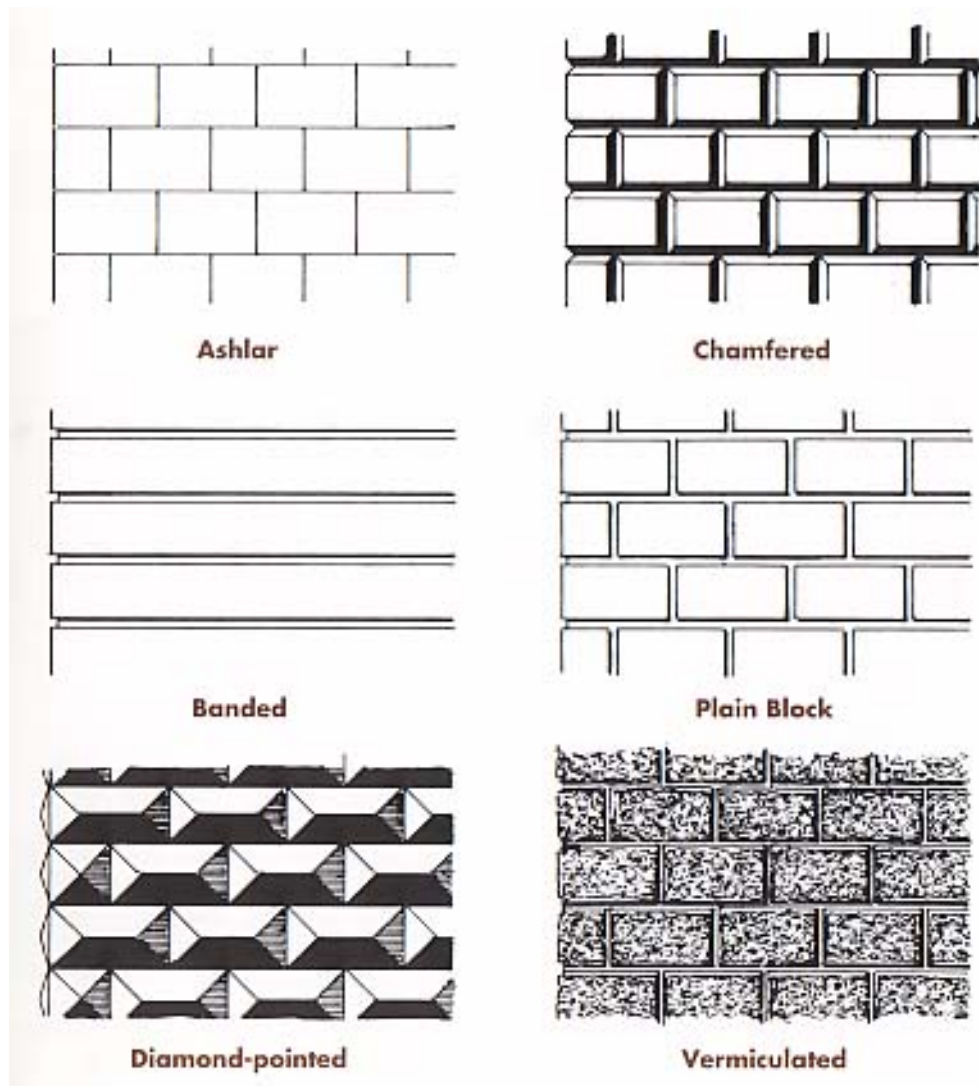 Ashlar
Chamfered
Banded
Plain Block
Diamond-pointed
Vermiculated